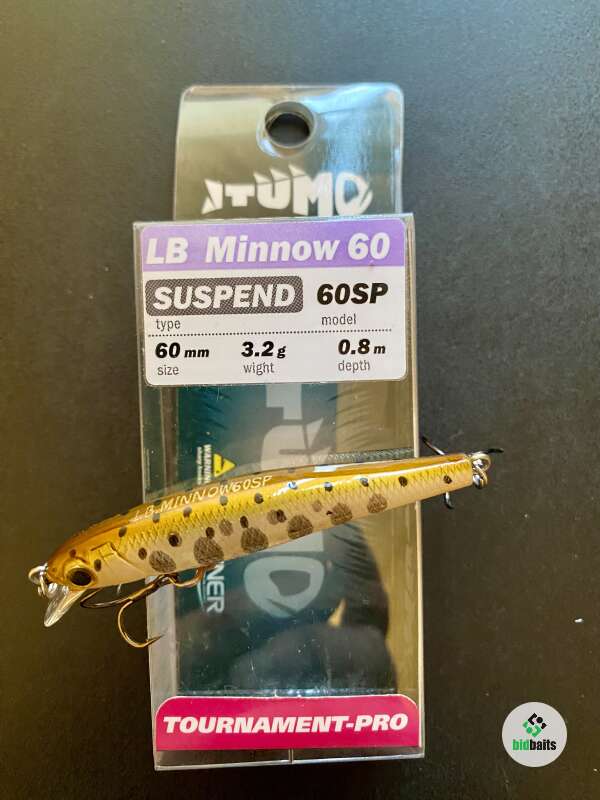 ITUMO
LB Minnow 60
SUSPEND 60SP
type model
60 mm 3.2 g 0.8 m
size wight depth
WARNING
LB.MINNOW60SP
TOURNAMENT-PRO
bidbaits